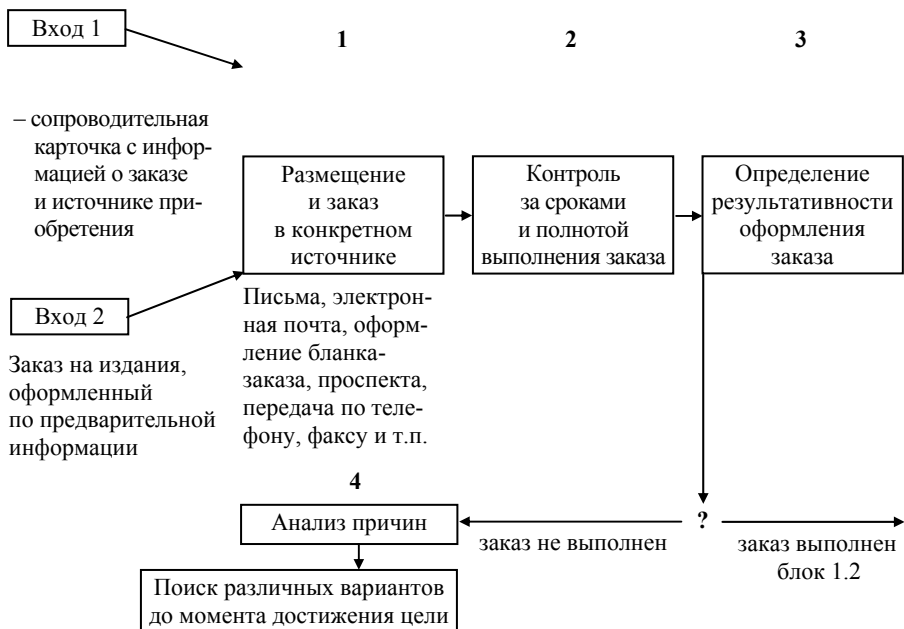 Вход 1
1
2
3
– сопроводительная
карточка с инфор-
мацией о заказе
и источнике при-
обретения
Размещение
и заказ
в конкретном
источнике
Контроль
за сроками
и полнотой
выполнения заказа
Определение
результативности
оформления
заказа
Вход 2
Заказ на издания,
оформленный
по предварительной
информации
Письма, электрон-
ная почта, оформ-
ление бланка-
заказа, проспекта,
передача по теле-
фону, факсу и т.п.
4
Анализ причин
заказ не выполнен
?
заказ выполнен
блок 1.2
Поиск различных вариантов
до момента достижения цели